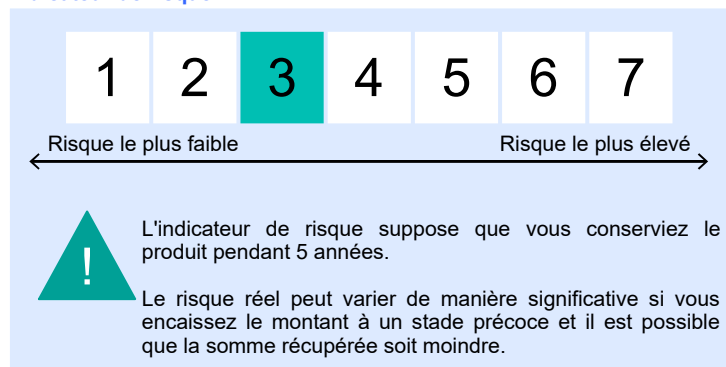 1 2 3 4 5 6 7
Risque le plus faible Risque le plus élevé
! L'indicateur de risque suppose que vous conserviez le
produit pendant 5 années.
Le risque réel peut varier de manière significative si vous
encaissez le montant à un stade précoce et il est possible
que la somme récupérée soit moindre.